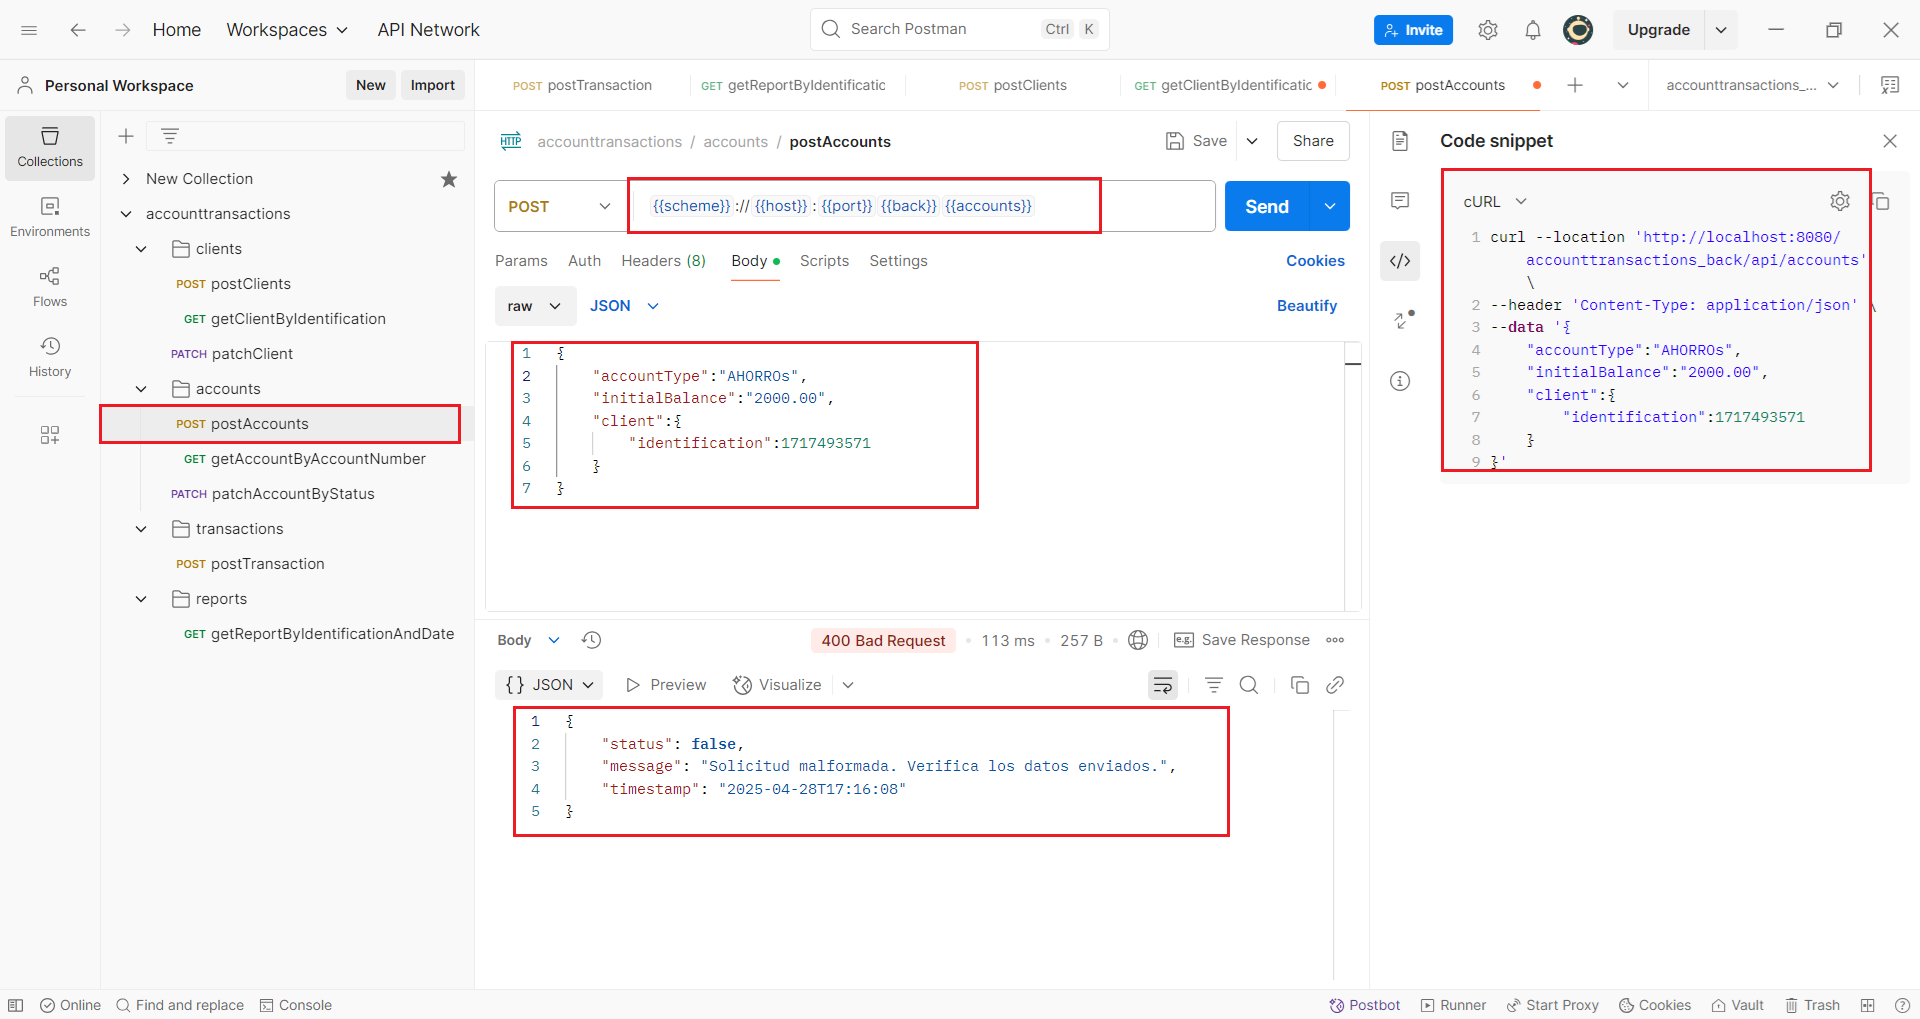 Home
Workspaces
API Network
Search Postman
Ctrl K
Invite
Upgrade
Personal Workspace
New
Import
POST postTransaction
GET getReportByIdentificatic
POST postClients
GET getClientByIdentificatic
POST postAccounts
accounttransactions_...
Collections
Environments
Flows
History
New Collection
accounttransactions
clients
POST postClients
GET getClientByIdentification
PATCH patchClient
accounts
POST postAccounts
GET getAccountByAccountNumber
PATCH patchAccountByStatus
transactions
POST postTransaction
reports
GET getReportByIdentificationAndDate
HTTP accounttransactions / accounts / postAccounts
Save
Share
POST
{{scheme}}://{{host}}:{{port}}{{back}}{{accounts}}
Send
Params Auth Headers (8) Body Scripts Settings
Cookies
raw JSON
Beautify
1 {
2 "accountType":"AHORROs",
3 "initialBalance":"2000.00",
4 "client":{
5 "identification":1717493571
6 }
7 }
Body
400 Bad Request • 113 ms • 257 B
e.g. Save Response
{} JSON
Preview
Visualize
1 {
2 "status": false,
3 "message": "Solicitud malformada. Verifica los datos enviados.",
4 "timestamp": "2025-04-28T17:16:08"
5 }
Code snippet
cURL
1 curl --location 'http://localhost:8080/
accounttransactions_back/api/accounts'
\
2 --header 'Content-Type: application/json' \
3 --data '{
4 "accountType":"AHORROs",
5 "initialBalance":"2000.00",
6 "client":{
7 "identification":1717493571
8 }
9 }'
Online
Find and replace
Console
Postbot
Runner
Start Proxy
Cookies
Vault
Trash